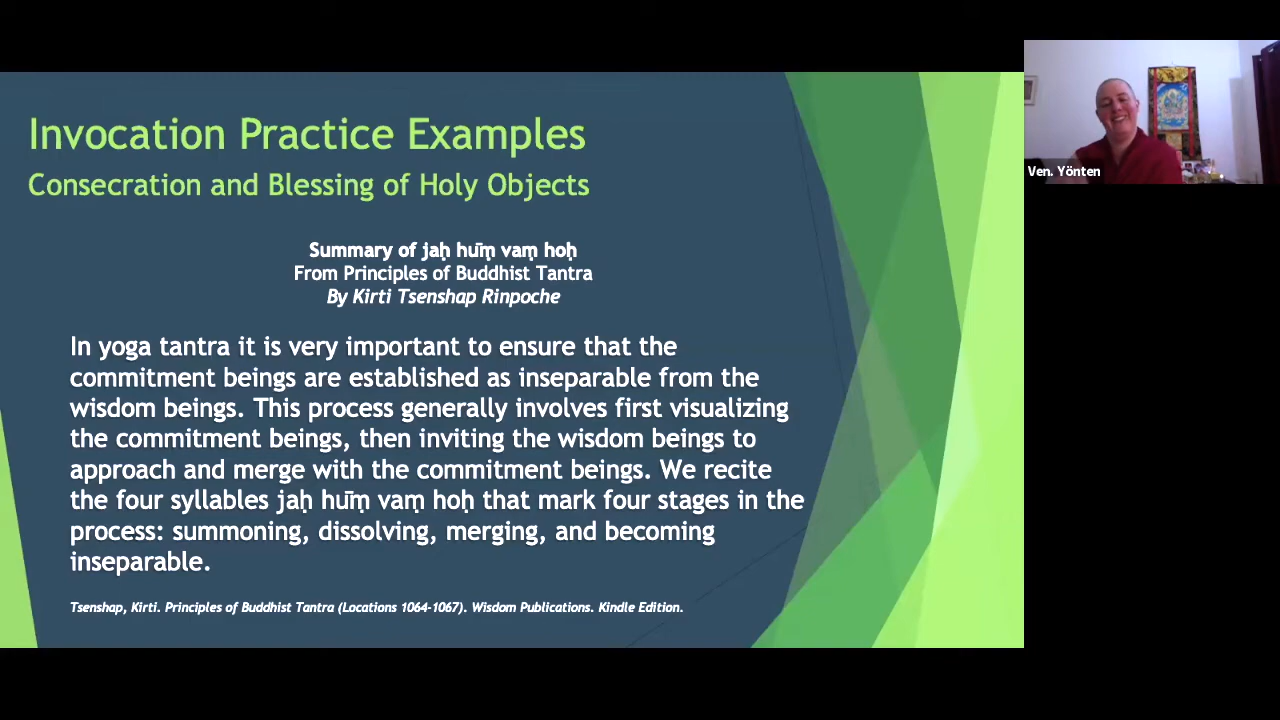 Invocation Practice Examples
Consecration and Blessing of Holy Objects
Summary of jaḥ huīṃ vaṃ hoḥ
From Principles of Buddhist Tantra
By Kirti Tsenshap Rinpoche
In yoga tantra it is very important to ensure that the
commitment beings are established as inseparable from the
wisdom beings. This process generally involves first visualizing
the commitment beings, then inviting the wisdom beings to
approach and merge with the commitment beings. We recite
the four syllables jaḥ huīṃ vaṃ hoḥ that mark four stages in the
process: summoning, dissolving, merging, and becoming
inseparable.
Tsenshap, Kirti. Principles of Buddhist Tantra (Locations 1064-1067). Wisdom Publications. Kindle Edition.
Ven. Yönten